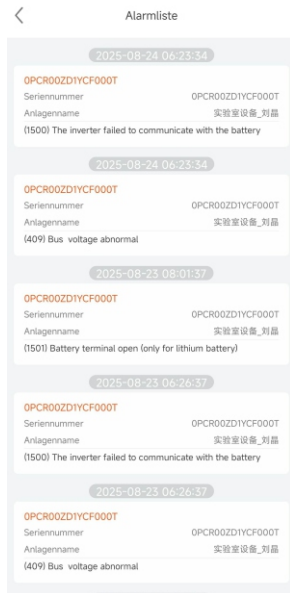 Alarmliste
2025-08-24 06:23:34
0PCR00ZD1YCF000T
Seriennummer 0PCR00ZD1YCF000T
Anlagenname 实验室设备_刘晶
(1500) The inverter failed to communicate with the battery
2025-08-24 06:23:34
0PCR00ZD1YCF000T
Seriennummer 0PCR00ZD1YCF000T
Anlagenname 实验室设备_刘晶
(409) Bus  voltage abnormal
2025-08-23 08:01:37
0PCR00ZD1YCF000T
Seriennummer 0PCR00ZD1YCF000T
Anlagenname 实验室设备_刘晶
(1501) Battery terminal open (only for lithium battery)
2025-08-23 06:26:37
0PCR00ZD1YCF000T
Seriennummer 0PCR00ZD1YCF000T
Anlagenname 实验室设备_刘晶
(1500) The inverter failed to communicate with the battery
2025-08-23 06:26:37
0PCR00ZD1YCF000T
Seriennummer 0PCR00ZD1YCF000T
Anlagenname 实验室设备_刘晶
(409) Bus  voltage abnormal